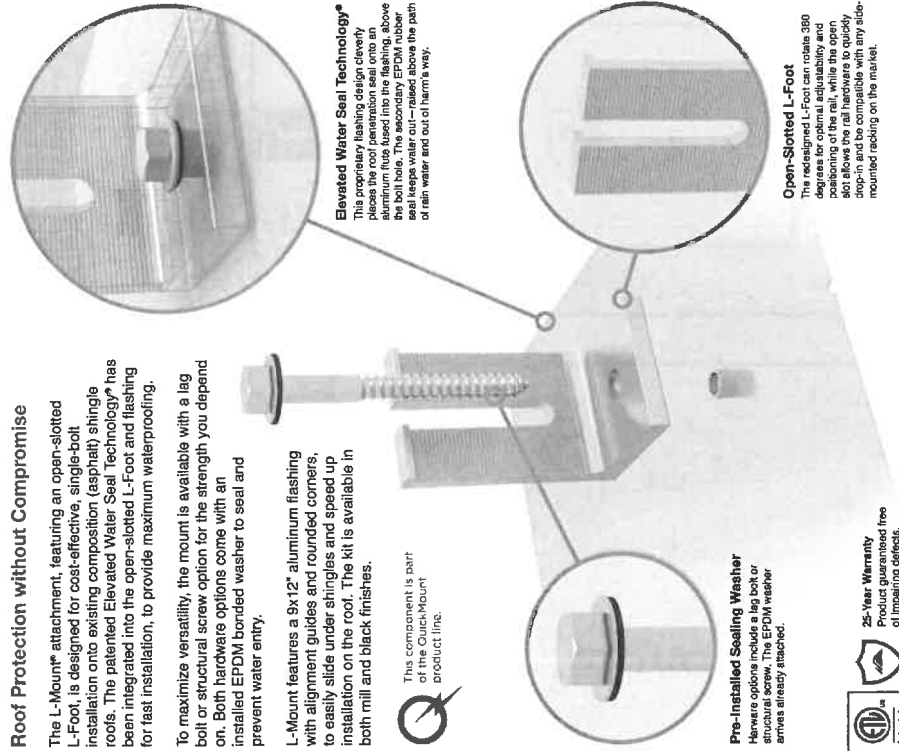 Roof Protection without Compromise
The L-Mount® attachment, featuring an open-slotted
L-Foot, is designed for cost-effective, single-bolt
installation onto existing composition (asphalt) shingle
roofs. The patented Elevated Water Seal Technology® has
been integrated into the open-slotted L-Foot and flashing
for fast installation, to provide maximum waterproofing.
To maximize versatility, the mount is available with a lag
bolt or structural screw option for the strength you depend
on. Both hardware options come with an
installed EPDM bonded washer to seal and
prevent water entry.
L-Mount features a 9x12" aluminum flashing
with alignment guides and rounded corners,
to easily slide under shingles and speed up
installation on the roof. The kit is available in
both mill and black finishes.
This component is part
of the QuickMount
product line.
Elevated Water Seal Technology®
This proprietary flashing design cleverly
places the roof penetration seal onto an
aluminum flute fused into the flashing, above
the bolt hole. The secondary EPDM rubber
seal keeps water out—raised above the path
of rain water and out of harm's way.
Open-Slotted L-Foot
The redesigned L-Foot can rotate 360
degrees for optimal adjustability and
positioning of the rail, while the open
slot allows the rail hardware to quickly
drop-in and be compatible with any side-
mounted racking on the market.
Pre-Installed Sealing Washer
Harware options include a lag bolt or
structural screw. The EPDM washer
arrives already attached.
ETL
US
25-Year Warranty
Product guaranteed free
of impairing defects.